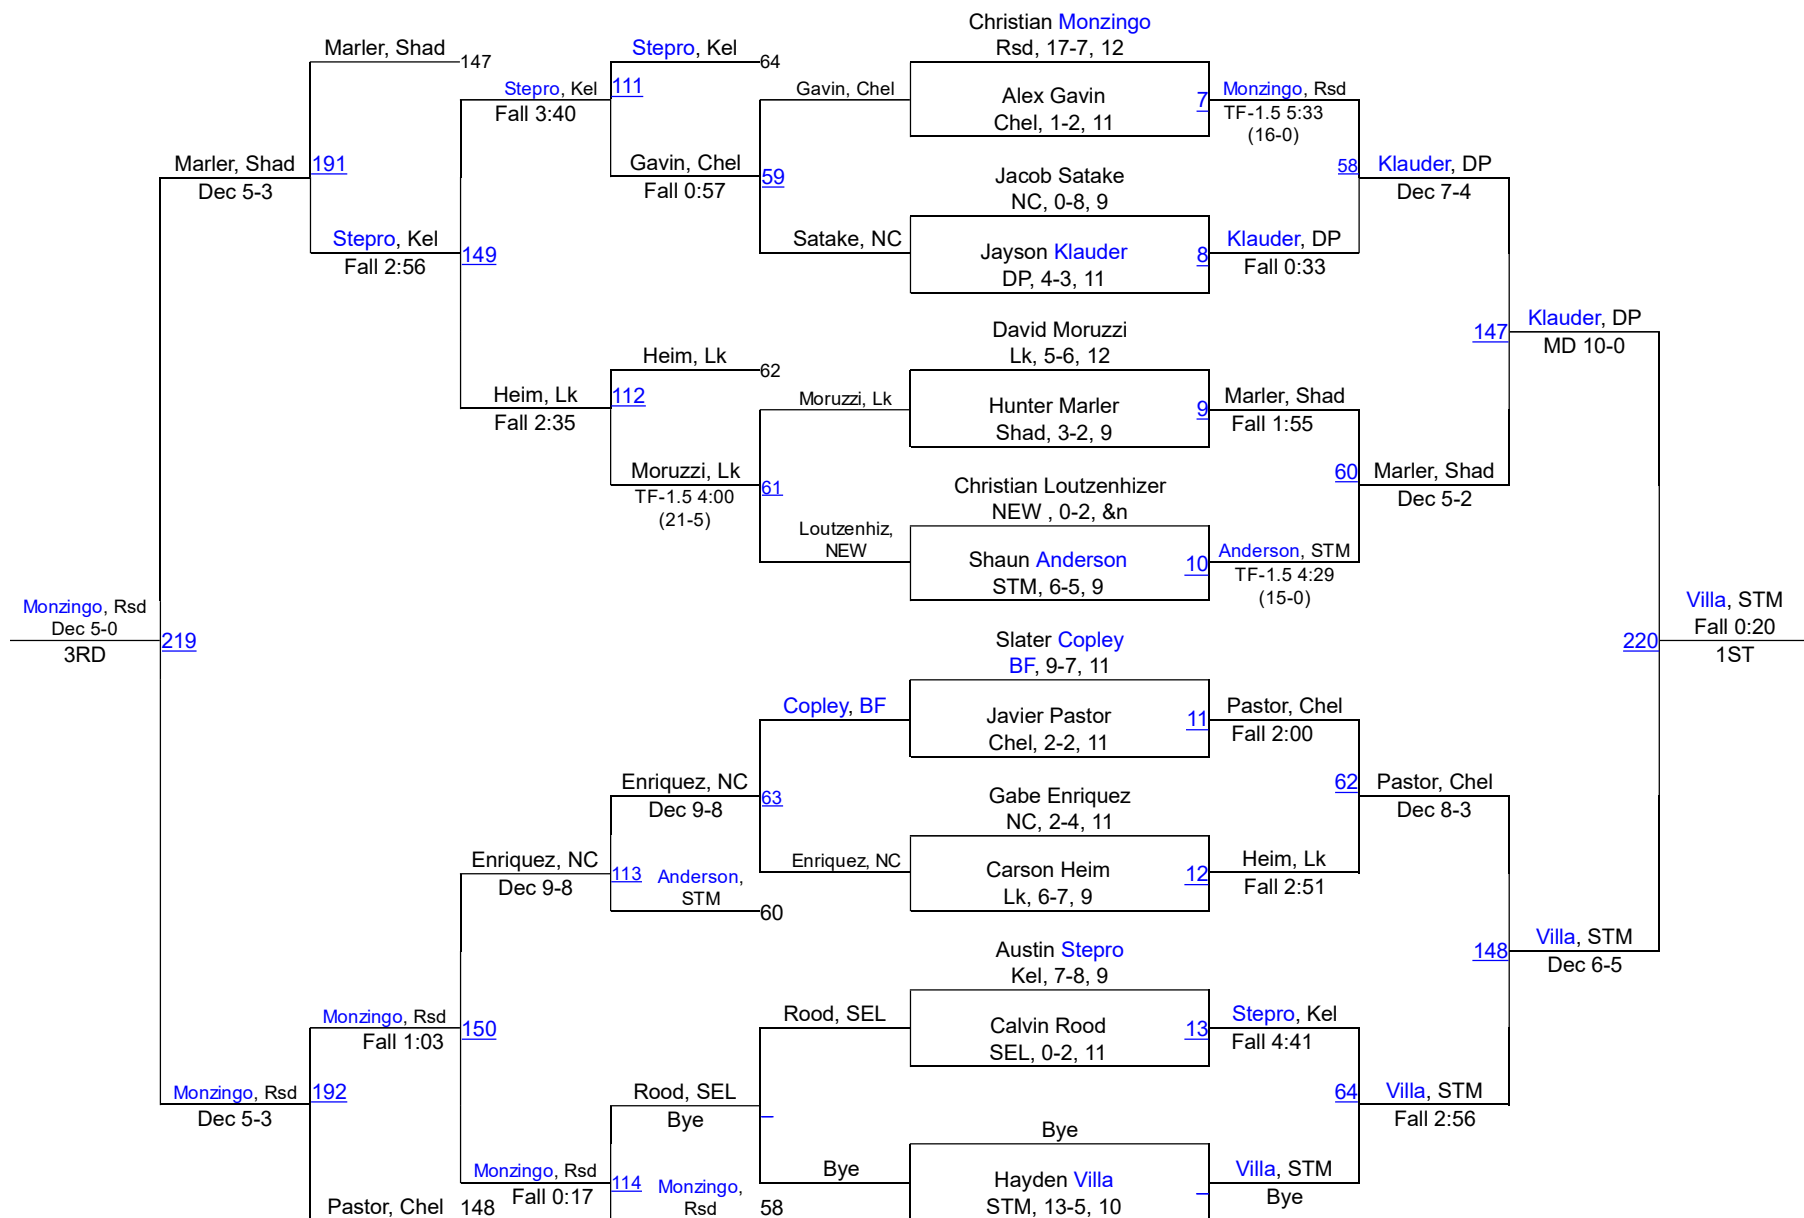 Christian Monzingo
Rsd, 17-7, 12
Marler, Shad
147
Stepro, Kel
64
Stepro, Kel
111
Fall 3:40
Gavin, Chel
Alex Gavin
Chel, 1-2, 11
7
Monzingo, Rsd
TF-1.5 5:33
(16-0)
Marler, Shad
191
Dec 5-3
Gavin, Chel
59
Fall 0:57
Jacob Satake
NC, 0-8, 9
58
Klauder, DP
Dec 7-4
Stepro, Kel
149
Fall 2:56
Satake, NC
Jayson Klauder
DP, 4-3, 11
8
Klauder, DP
Fall 0:33
David Moruzzi
Lk, 5-6, 12
147
Klauder, DP
MD 10-0
Heim, Lk
62
Heim, Lk
112
Fall 2:35
Moruzzi, Lk
Hunter Marler
Shad, 3-2, 9
9
Marler, Shad
Fall 1:55
Moruzzi, Lk
61
TF-1.5 4:00
(21-5)
Christian Loutzenhizer
NEW , 0-2, &n
60
Marler, Shad
Dec 5-2
Loutzenhiz,
NEW
Shaun Anderson
STM, 6-5, 9
10
Anderson, STM
TF-1.5 4:29
(15-0)
Monzingo, Rsd
Dec 5-0
3RD
219
Slater Copley
BF, 9-7, 11
220
Villa, STM
Fall 0:20
1ST
Copley, BF
Javier Pastor
Chel, 2-2, 11
11
Pastor, Chel
Fall 2:00
Enriquez, NC
63
Dec 9-8
Gabe Enriquez
NC, 2-4, 11
62
Pastor, Chel
Dec 8-3
Enriquez, NC
113
Dec 9-8
Anderson,
STM
60
Enriquez, NC
Carson Heim
Lk, 6-7, 9
12
Heim, Lk
Fall 2:51
Austin Stepro
Kel, 7-8, 9
148
Villa, STM
Dec 6-5
Monzingo, Rsd
150
Fall 1:03
Rood, SEL
Calvin Rood
SEL, 0-2, 11
13
Stepro, Kel
Fall 4:41
Monzingo, Rsd
192
Dec 5-3
Rood, SEL
Bye
64
Villa, STM
Fall 2:56
Bye
Monzingo, Rsd
114
Fall 0:17
Monzingo,
Rsd
58
Bye
Hayden Villa
STM, 13-5, 10
Villa, STM
Bye
Pastor, Chel
148